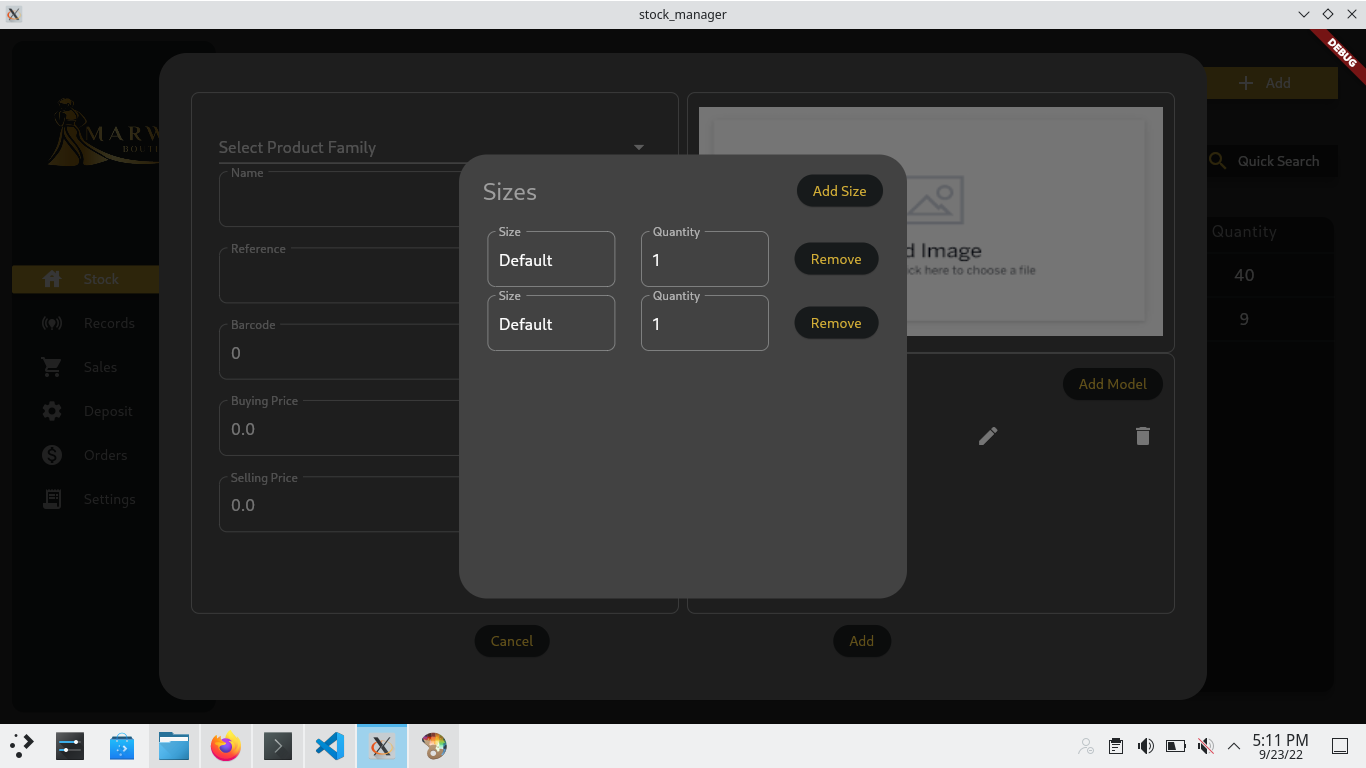 stock_manager
DEBUG
Add
MARW
Select Product Family
Name
Sizes
Add Size
Quick Search
Size
Quantity
Default
1
Remove
Size
Quantity
Default
1
Remove
Reference
Image
ck here to choose a file
Quantity
40
9
Stock
Records
Sales
Deposit
Orders
Settings
Barcode
0
Buying Price
0.0
Selling Price
0.0
Add Model
Cancel
Add
5:11 PM
9/23/22